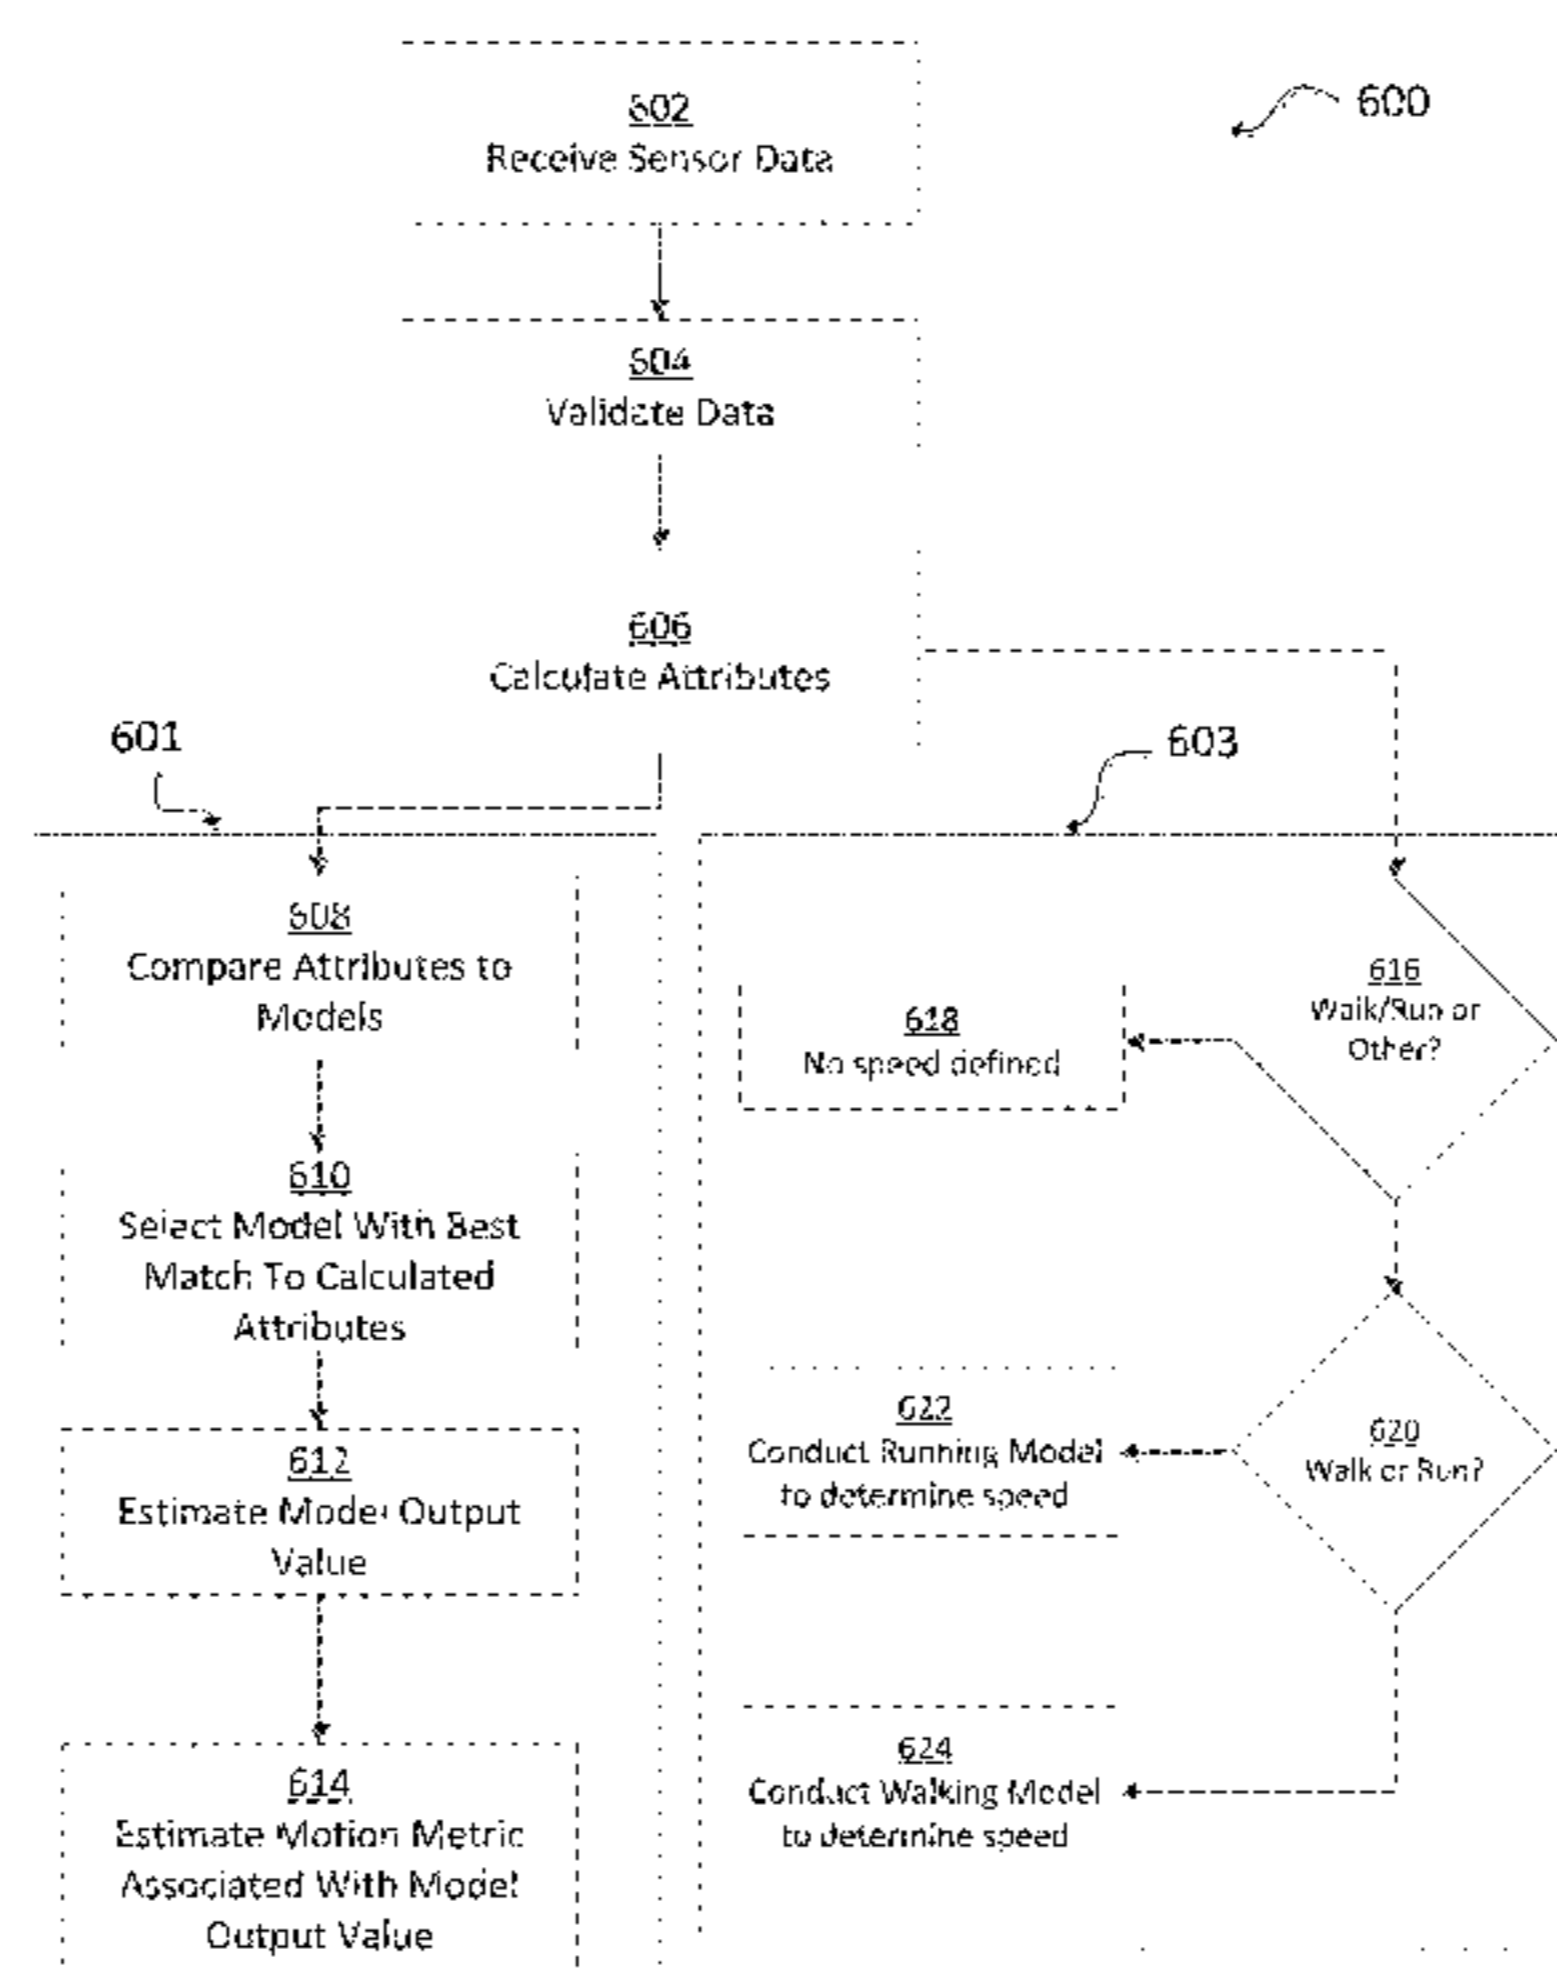 602
Receive Sensor Data
600
604
Validate Data
606
Calculate Attributes
601
603
608
Compare Attributes to
Models
610
Select Model With Best
Match To Calculated
Attributes
612
Estimate Model Output
Value
614
Estimate Motion Metric
Associated With Model
Output Value
616
Walk/Run or
Other?
618
No speed defined
620
Walk or Run?
622
Conduct Running Model
to determine speed
624
Conduct Walking Model
to determine speed